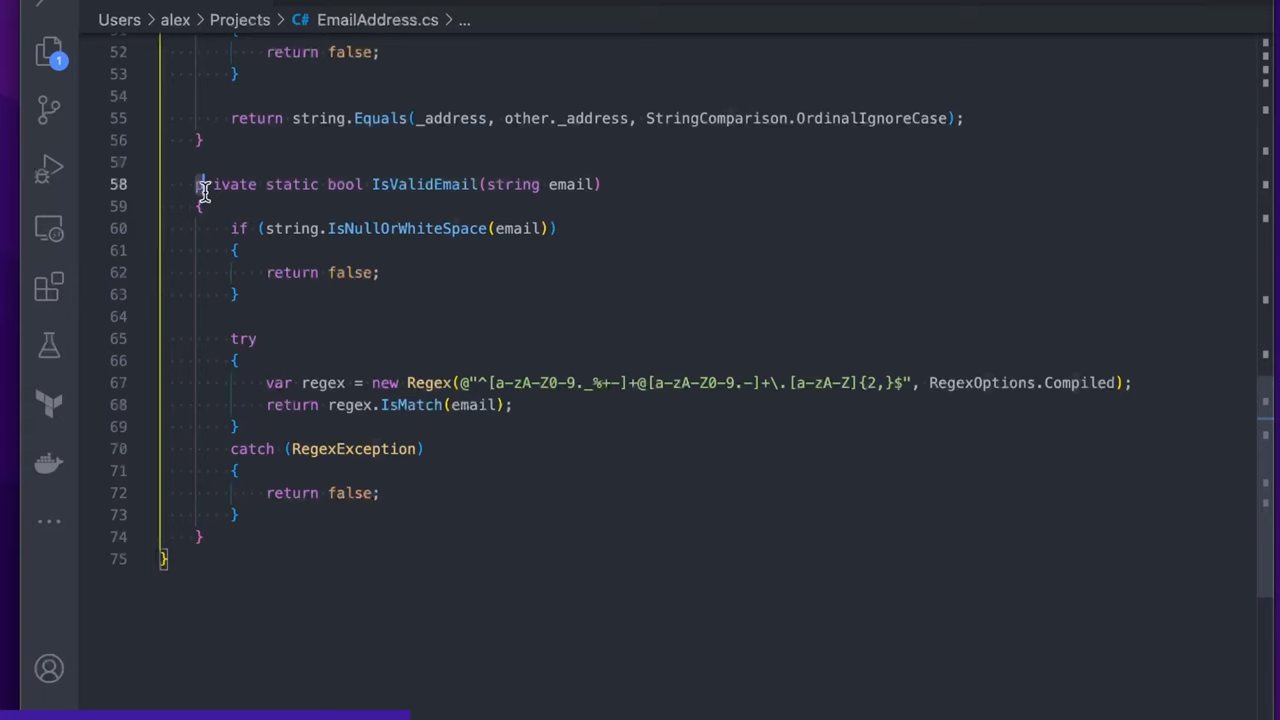 Users > alex > Projects > C# EmailAddress.cs > ...
1
52 return false;
53 }
54
55 return string.Equals(_address, other._address, StringComparison.OrdinalIgnoreCase);
56 }
57
58 private static bool IsValidEmail(string email)
59 {
60 if (string.IsNullOrWhiteSpace(email))
61 {
62 return false;
63 }
64
65 try
66 {
67 var regex = new Regex(@"^[a-zA-Z0-9._%+-]+@[a-zA-Z0-9.-]+\.[a-zA-Z]{2,}$", RegexOptions.Compiled);
68 return regex.IsMatch(email);
69 }
70 catch (RegexException)
71 {
72 return false;
73 }
74 }
75 }